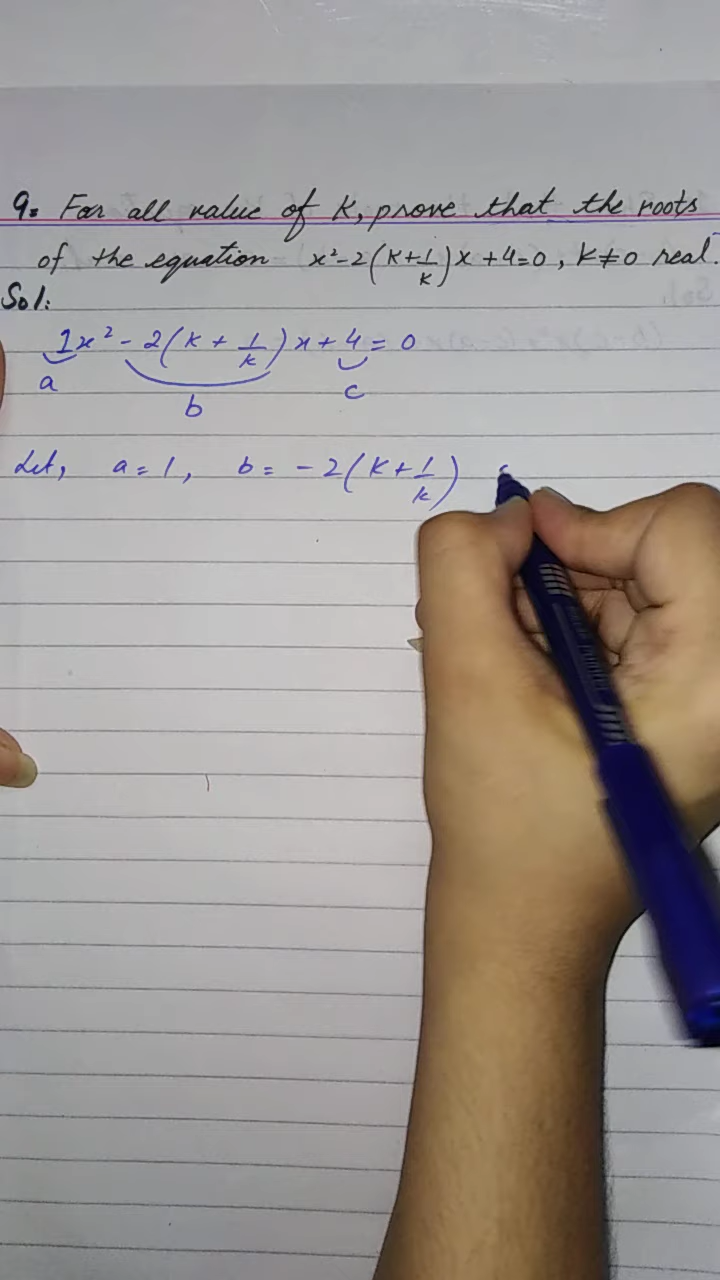 9. For all value of K, prove that the roots
of the equation x²-2(K+1/K)x+4=0, K≠0 real.
Sol:
1x² - 2(K + 1/K)x + 4 = 0
a b c
Let, a = 1, b = -2(K+1/K)